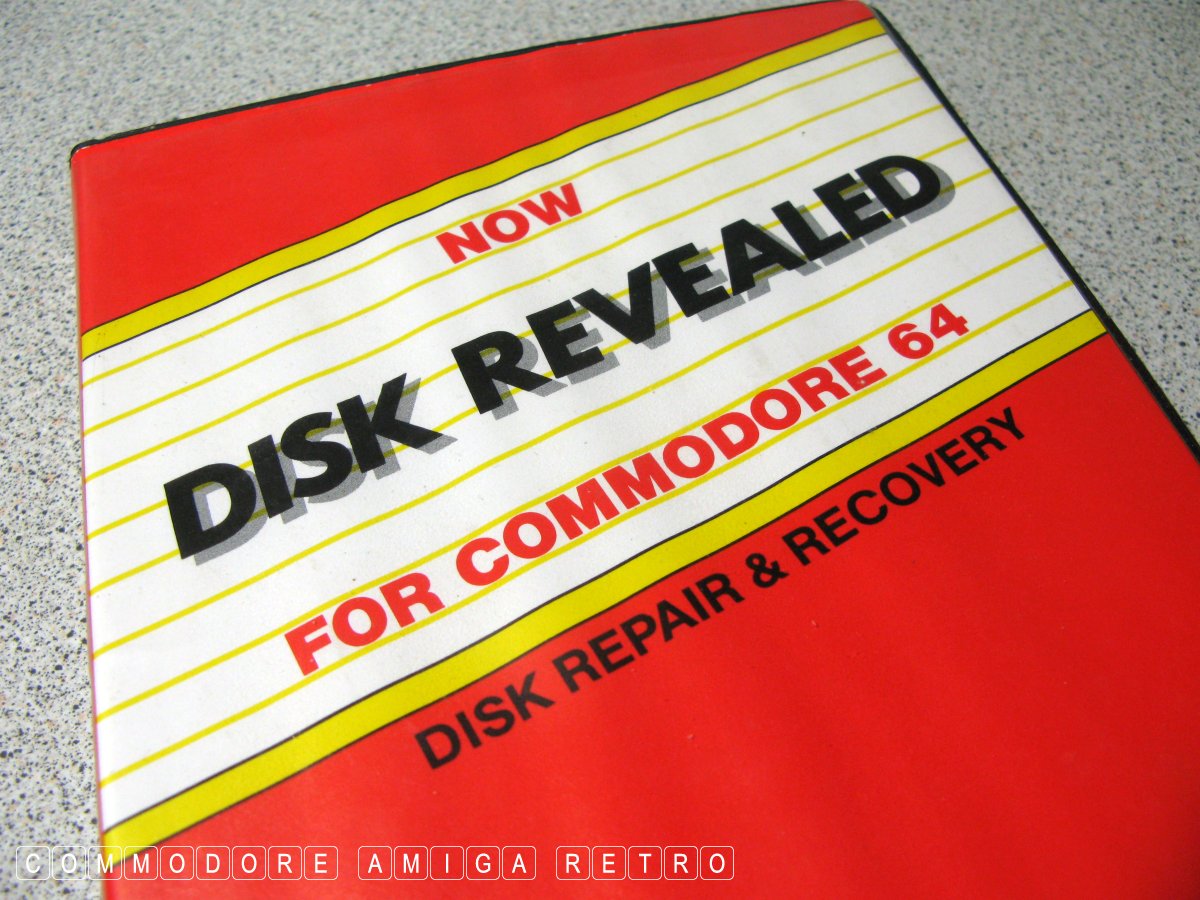 NOW
DISK REVEALED
FOR COMMODORE 64
DISK REPAIR & RECOVERY
COMMODORE AMIGA RETRO